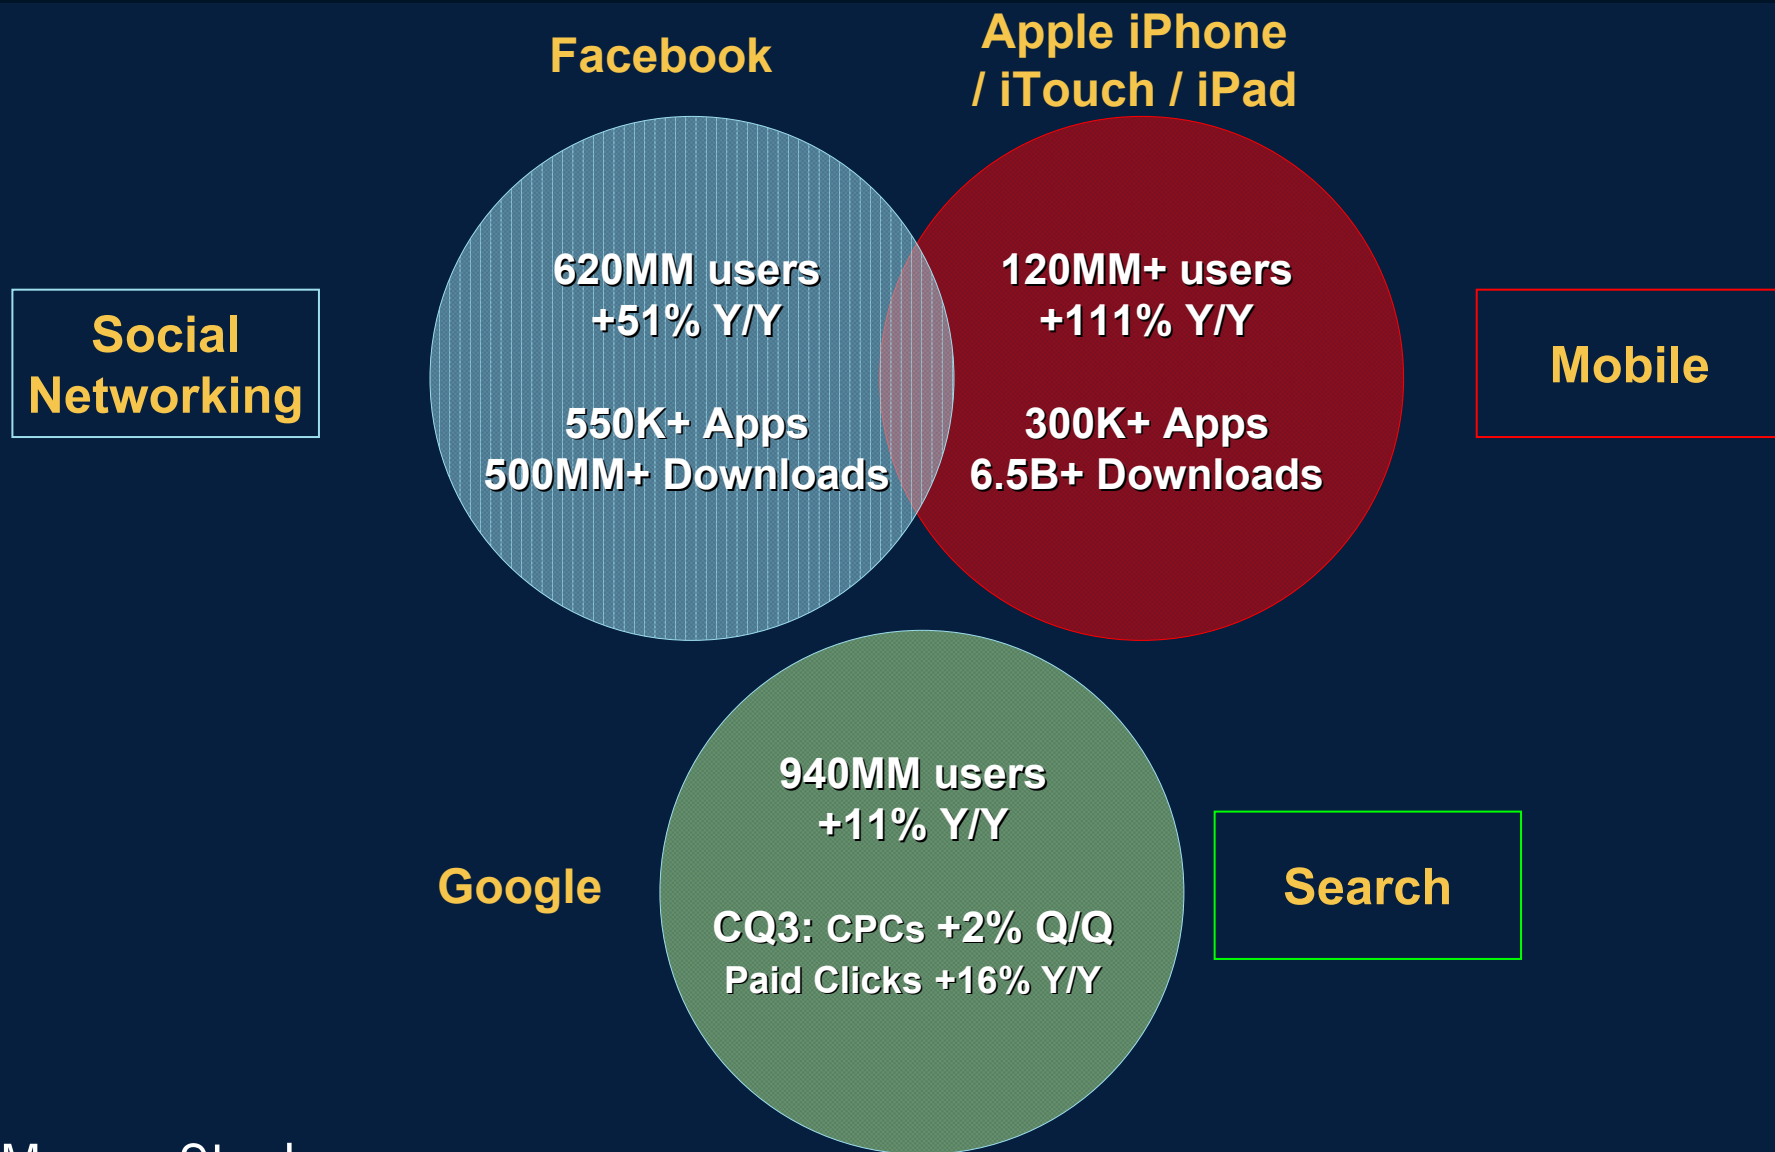 Facebook
Apple iPhone
/ iTouch / iPad
620MM users
+51% Y/Y
550K+ Apps
500MM+ Downloads
120MM+ users
+111% Y/Y
300K+ Apps
6.5B+ Downloads
Social
Networking
Mobile
940MM users
+11% Y/Y
CQ3: CPCs +2% Q/Q
Paid Clicks +16% Y/Y
Google
Search